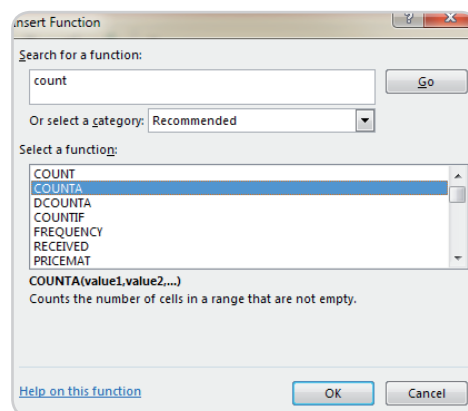 Insert Function
?
X
Search for a function:
count
Go
Or select a category: Recommended
Select a function:
COUNT
COUNTA
DCOUNTA
COUNTIF
FREQUENCY
RECEIVED
PRICEMAT
COUNTA(value1,value2,...)
Counts the number of cells in a range that are not empty.
Help on this function
OK
Cancel